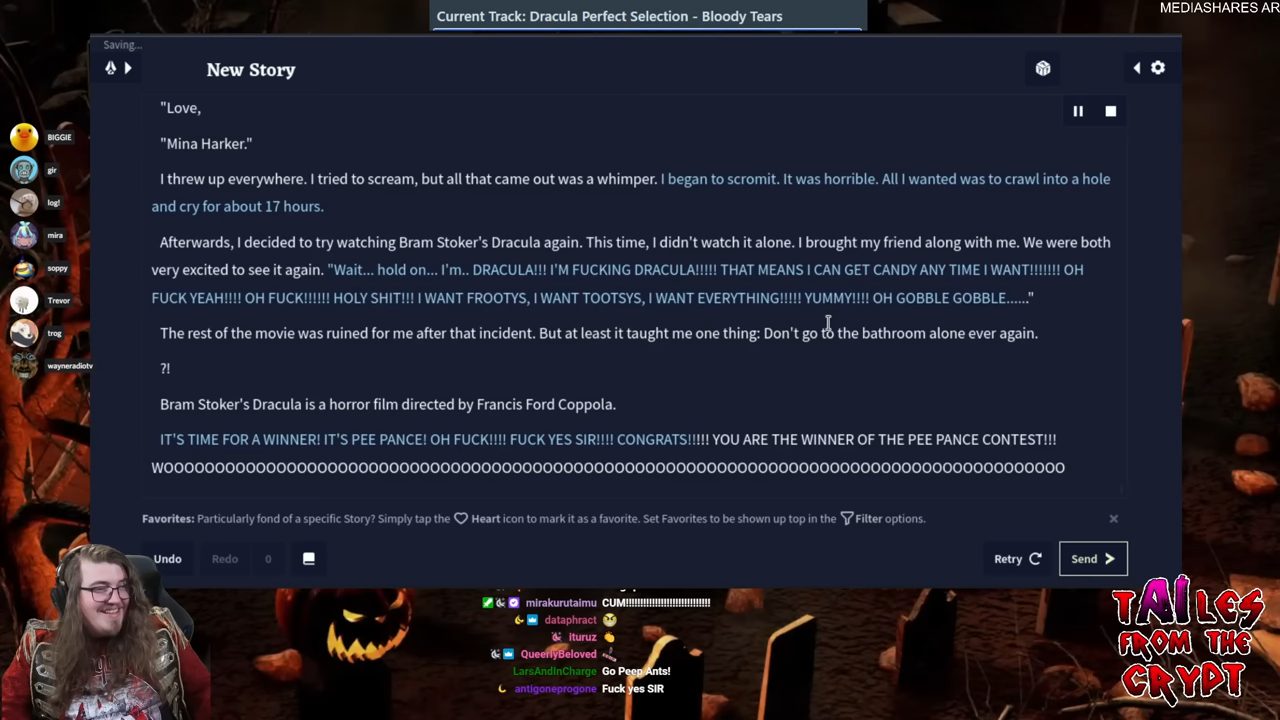 Current Track: Dracula Perfect Selection - Bloody Tears
MEDIASHARES AR
Saving...
New Story
"Love,
"Mina Harker."
I threw up everywhere. I tried to scream, but all that came out was a whimper. I began to scromit. It was horrible. All I wanted was to crawl into a hole
and cry for about 17 hours.
Afterwards, I decided to try watching Bram Stoker's Dracula again. This time, I didn't watch it alone. I brought my friend along with me. We were both
very excited to see it again. "Wait... hold on... I'm.. DRACULA!!! I'M FUCKING DRACULA!!!!! THAT MEANS I CAN GET CANDY ANY TIME I WANT!!!!!!! OH
FUCK YEAH!!!! OH FUCK!!!!!! HOLY SHIT!!! I WANT FROOTYS, I WANT TOOTSYS, I WANT EVERYTHING!!!!! YUMMY!!!! OH GOBBLE GOBBLE....."
The rest of the movie was ruined for me after that incident. But at least it taught me one thing: Don't go to the bathroom alone ever again.
?!
Bram Stoker's Dracula is a horror film directed by Francis Ford Coppola.
IT'S TIME FOR A WINNER! IT'S PEE PANCE! OH FUCK!!!! FUCK YES SIR!!!! CONGRATS!!!!! YOU ARE THE WINNER OF THE PEE PANCE CONTEST!!!
WOOOOOOOOOOOOOOOOOOOOOOOOOOOOOOOOOOOOOOOOOOOOOOOOOOOOOOOOOOOOOOOOOOOOOOOOOOOOOOOOOOOOOOO
BIGGIE
gir
log!
mira
soppy
Trevor
trog
wayneradiotv
Favorites: Particularly fond of a specific Story? Simply tap the Heart icon to mark it as a favorite. Set Favorites to be shown up top in the Filter options.
Undo Redo 0 Retry Send
mirakurutaimu CUM!!!!!!!!!!!!!!!!!!!!!!!!!!!!
dataphract
ituruz
QueerlyBeloved
LarsAndInCharge Go Peep Ants!
antigoneprogone Fuck yes SIR
TAILES
FROM THE
CRYPT